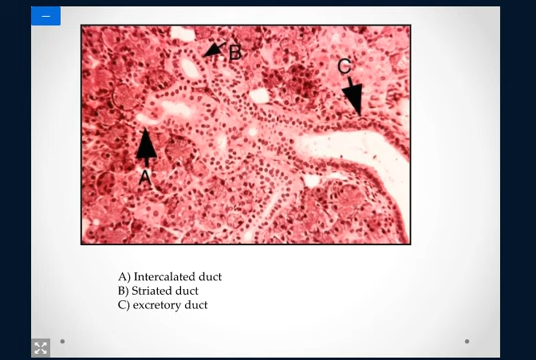 B
C
A
A) Intercalated duct
B) Striated duct
C) excretory duct